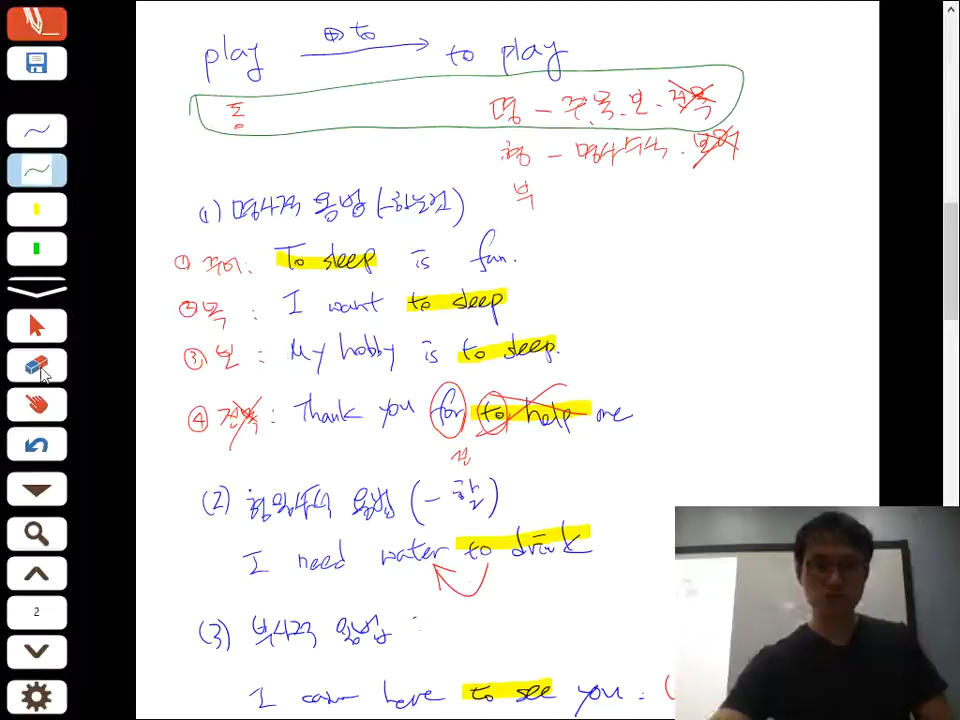 play ⊕ to → to play
동 명 - 주.목.보.전목
형 - 명사수식.보어
부
(1) 명사적 용법 (-하는것)
① 주어: To sleep is fun.
② 목 : I want to sleep
③ 보 : My hobby is to sleep.
④ 전목 : Thank you for to help me
전
(2) 형용사적 용법 (-할)
I need water to drink
(3) 부사적 용법 :
I came here to see you :
2